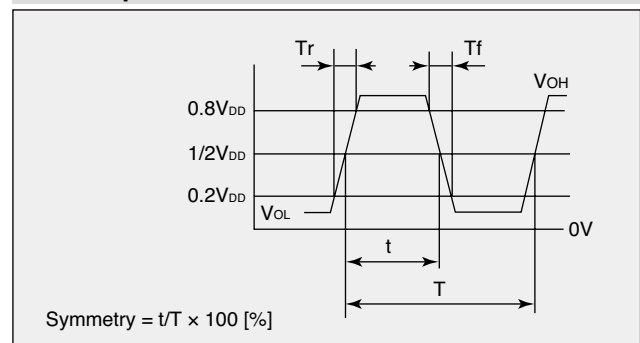 Tr
Tf
VOH
0.8VDD
1/2VDD
0.2VDD
VOL
0V
t
T
Symmetry = t/T × 100 [%]